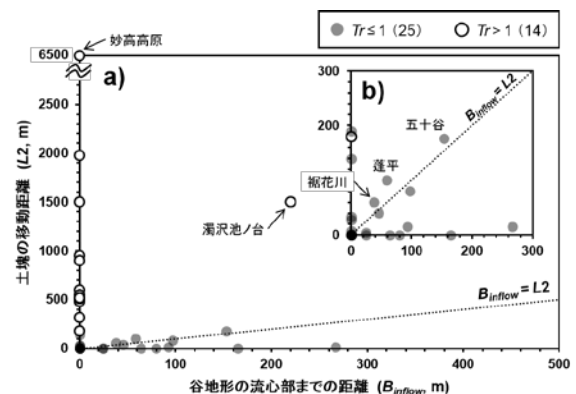 Tr ≤ 1 (25) Tr > 1 (14)
妙高高原
6500
a)
2500
2000
1500
1000
500
0
土塊の移動距離 (L2, m)
濁沢池ノ台
B_inflow = L2
0 100 200 300 400 500
谷地形の流心部までの距離 (B_inflow, m)
b)
300
200
100
0
五十谷
蓬平
裾花川
B_inflow = L2
0 100 200 300